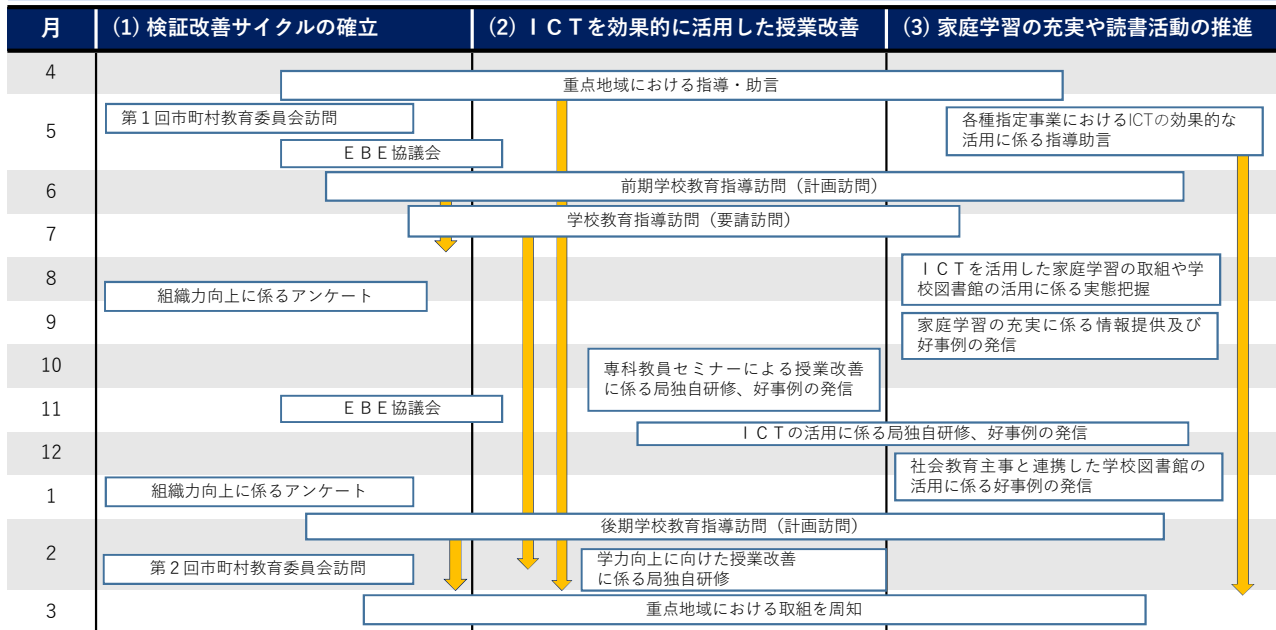 月
(1) 検証改善サイクルの確立
(2) ＩＣＴを効果的に活用した授業改善
(3) 家庭学習の充実や読書活動の推進
4
重点地域における指導・助言
5
第１回市町村教育委員会訪問
各種指定事業におけるICTの効果的な
活用に係る指導助言
ＥＢＥ協議会
6
前期学校教育指導訪問（計画訪問）
7
学校教育指導訪問（要請訪問）
8
ＩＣＴを活用した家庭学習の取組や学
校図書館の活用に係る実態把握
組織力向上に係るアンケート
9
家庭学習の充実に係る情報提供及び
好事例の発信
10
専科教員セミナーによる授業改善
に係る局独自研修、好事例の発信
11
ＥＢＥ協議会
ＩＣＴの活用に係る局独自研修、好事例の発信
12
社会教育主事と連携した学校図書館の
活用に係る好事例の発信
1
組織力向上に係るアンケート
後期学校教育指導訪問（計画訪問）
2
第２回市町村教育委員会訪問
学力向上に向けた授業改善
に係る局独自研修
3
重点地域における取組を周知